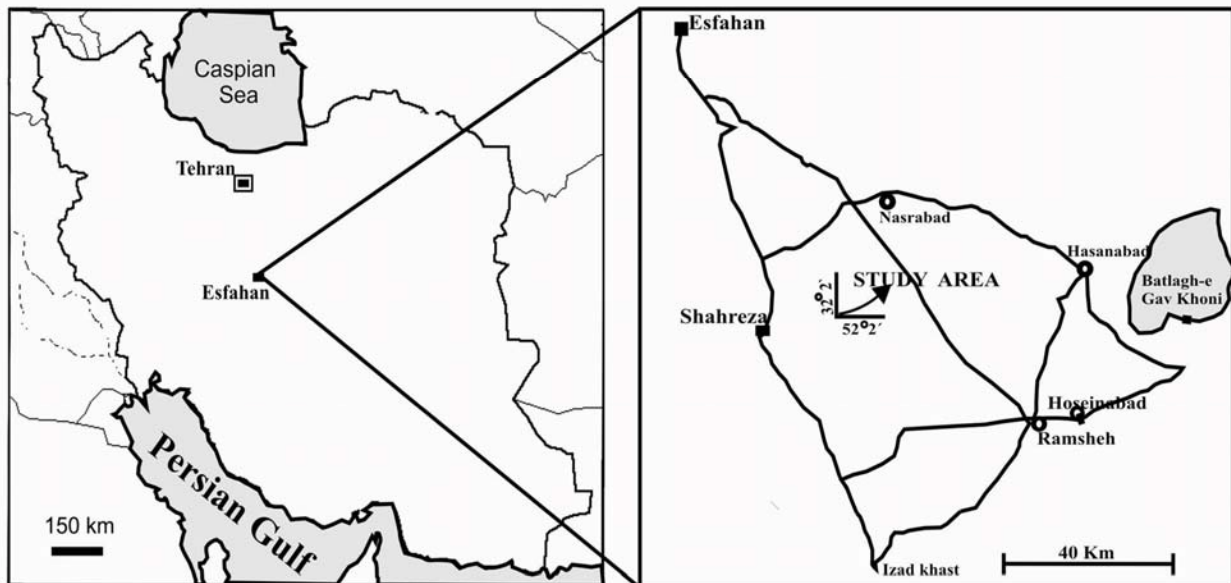 Caspian
Sea
Tehran
Esfahan
Persian Gulf
150 km
Esfahan
Nasrabad
Hasanabad
Batlagh-e
Gav Khoni
STUDY AREA
32°2´
52°2´
Shahreza
Hoseinabad
Ramsheh
Izad khast
40 Km